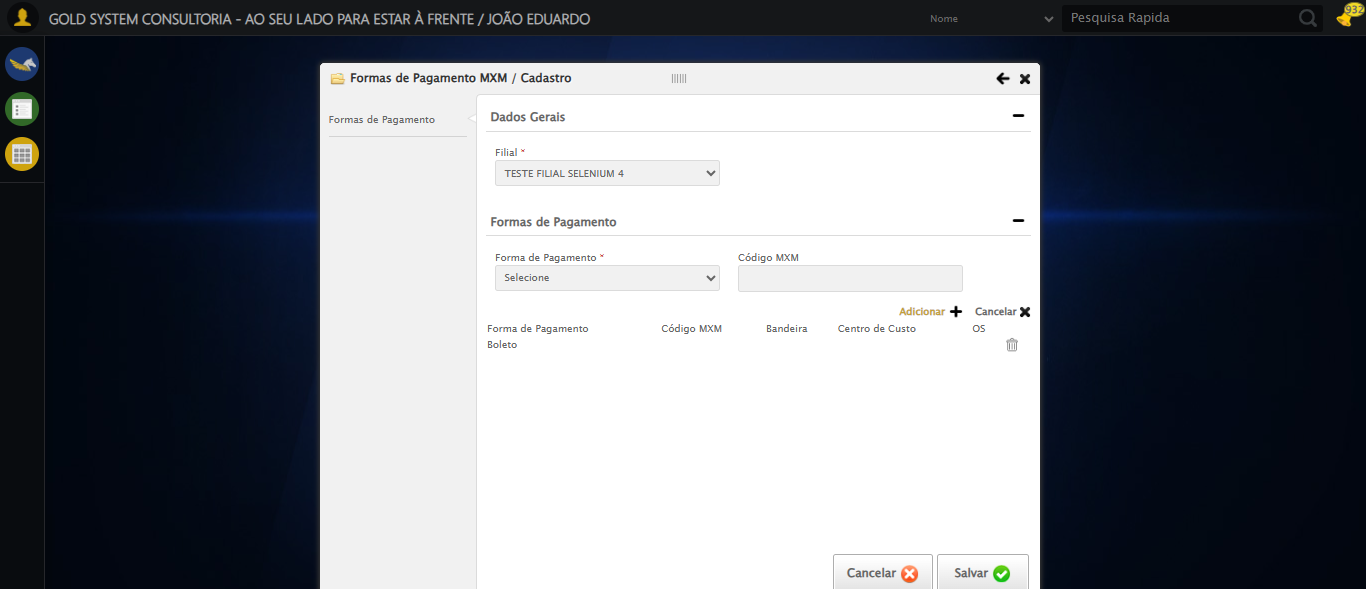 GOLD SYSTEM CONSULTORIA - AO SEU LADO PARA ESTAR À FRENTE / JOÃO EDUARDO
Nome
Pesquisa Rapida
932
Formas de Pagamento MXM / Cadastro
Formas de Pagamento
Dados Gerais
Filial *
TESTE FILIAL SELENIUM 4
Formas de Pagamento
Forma de Pagamento * Código MXM
Selecione
Adicionar Cancelar
Forma de Pagamento Código MXM Bandeira Centro de Custo OS
Boleto
Cancelar Salvar